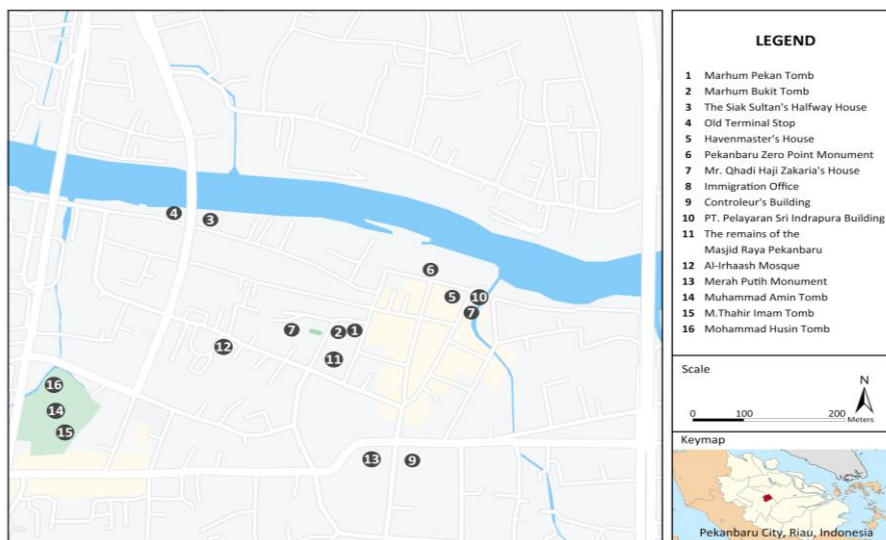 LEGEND
1 Marhum Pekan Tomb
2 Marhum Bukit Tomb
3 The Siak Sultan's Halfway House
4 Old Terminal Stop
5 Havenmaster's House
6 Pekanbaru Zero Point Monument
7 Mr. Qhadi Haji Zakaria's House
8 Immigration Office
9 Controleur's Building
10 PT. Pelayaran Sri Indrapura Building
11 The remains of the
Masjid Raya Pekanbaru
12 Al-Irhaash Mosque
13 Merah Putih Monument
14 Muhammad Amin Tomb
15 M.Thahir Imam Tomb
16 Mohammad Husin Tomb
Scale
N
0 100 200
Meters
Keymap
Pekanbaru City, Riau, Indonesia
4 3
6
5 10
7
7 2 1
12
11
16
14
15
13 9